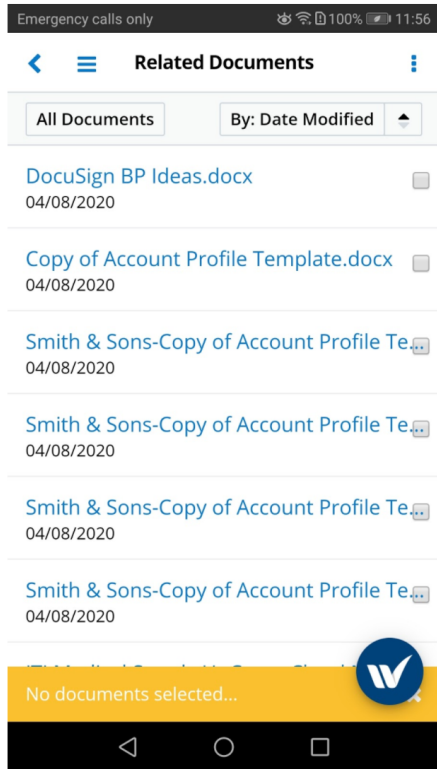 Emergency calls only 100% 11:56
Related Documents
All Documents By: Date Modified
DocuSign BP Ideas.docx
04/08/2020
Copy of Account Profile Template.docx
04/08/2020
Smith & Sons-Copy of Account Profile Te...
04/08/2020
Smith & Sons-Copy of Account Profile Te...
04/08/2020
Smith & Sons-Copy of Account Profile Te...
04/08/2020
Smith & Sons-Copy of Account Profile Te...
04/08/2020
No documents selected...